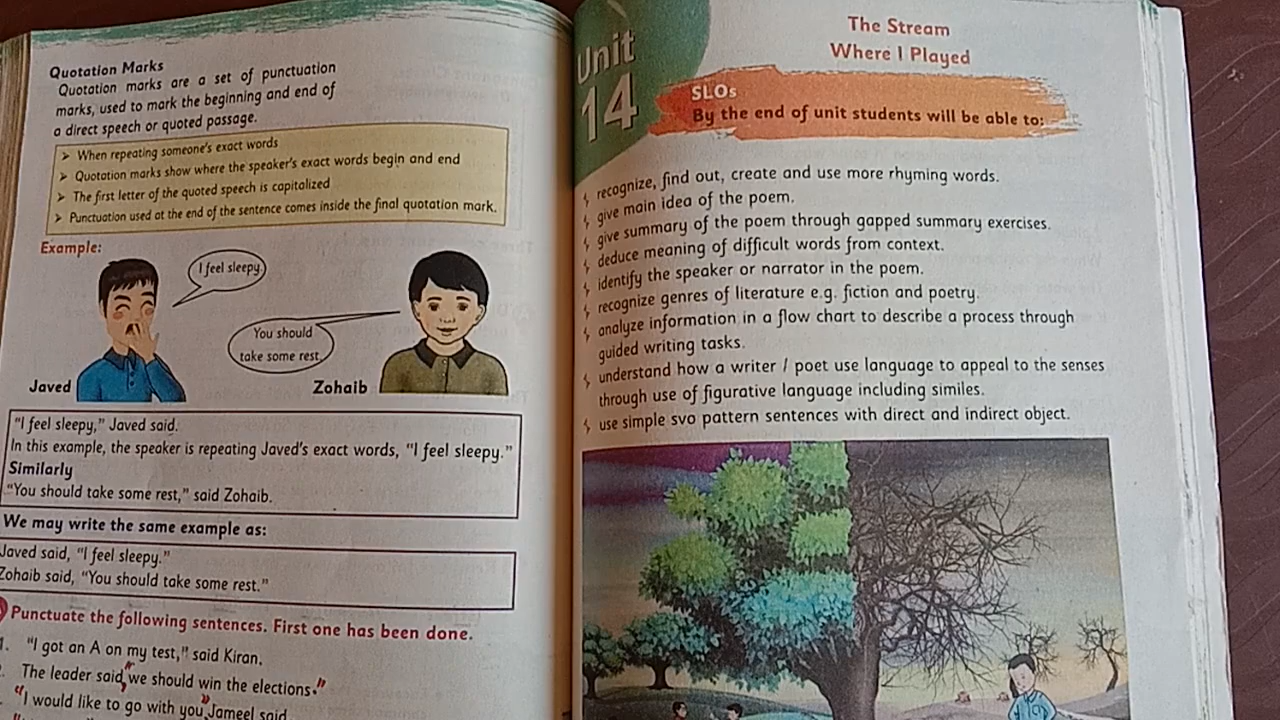 Quotation Marks
Quotation marks are a set of punctuation
marks, used to mark the beginning and end of
a direct speech or quoted passage.
➢ When repeating someone's exact words
➢ Quotation marks show where the speaker's exact words begin and end
➢ The first letter of the quoted speech is capitalized
➢ Punctuation used at the end of the sentence comes inside the final quotation mark.
Example:
I feel sleepy.
You should
take some rest.
Javed
Zohaib
"I feel sleepy," Javed said.
In this example, the speaker is repeating Javed's exact words, "I feel sleepy."
Similarly
"You should take some rest," said Zohaib.
We may write the same example as:
Javed said, "I feel sleepy."
Zohaib said, "You should take some rest."
Punctuate the following sentences. First one has been done.
1. "I got an A on my test," said Kiran.
The leader said, "we should win the elections."
"I would like to go with you," Jameel said
Unit
14
The Stream
Where I Played
SLOs
By the end of unit students will be able to:
recognize, find out, create and use more rhyming words.
give main idea of the poem.
give summary of the poem through gapped summary exercises.
deduce meaning of difficult words from context.
identify the speaker or narrator in the poem.
recognize genres of literature e.g. fiction and poetry.
analyze information in a flow chart to describe a process through
guided writing tasks.
understand how a writer / poet use language to appeal to the senses
through use of figurative language including similes.
use simple svo pattern sentences with direct and indirect object.